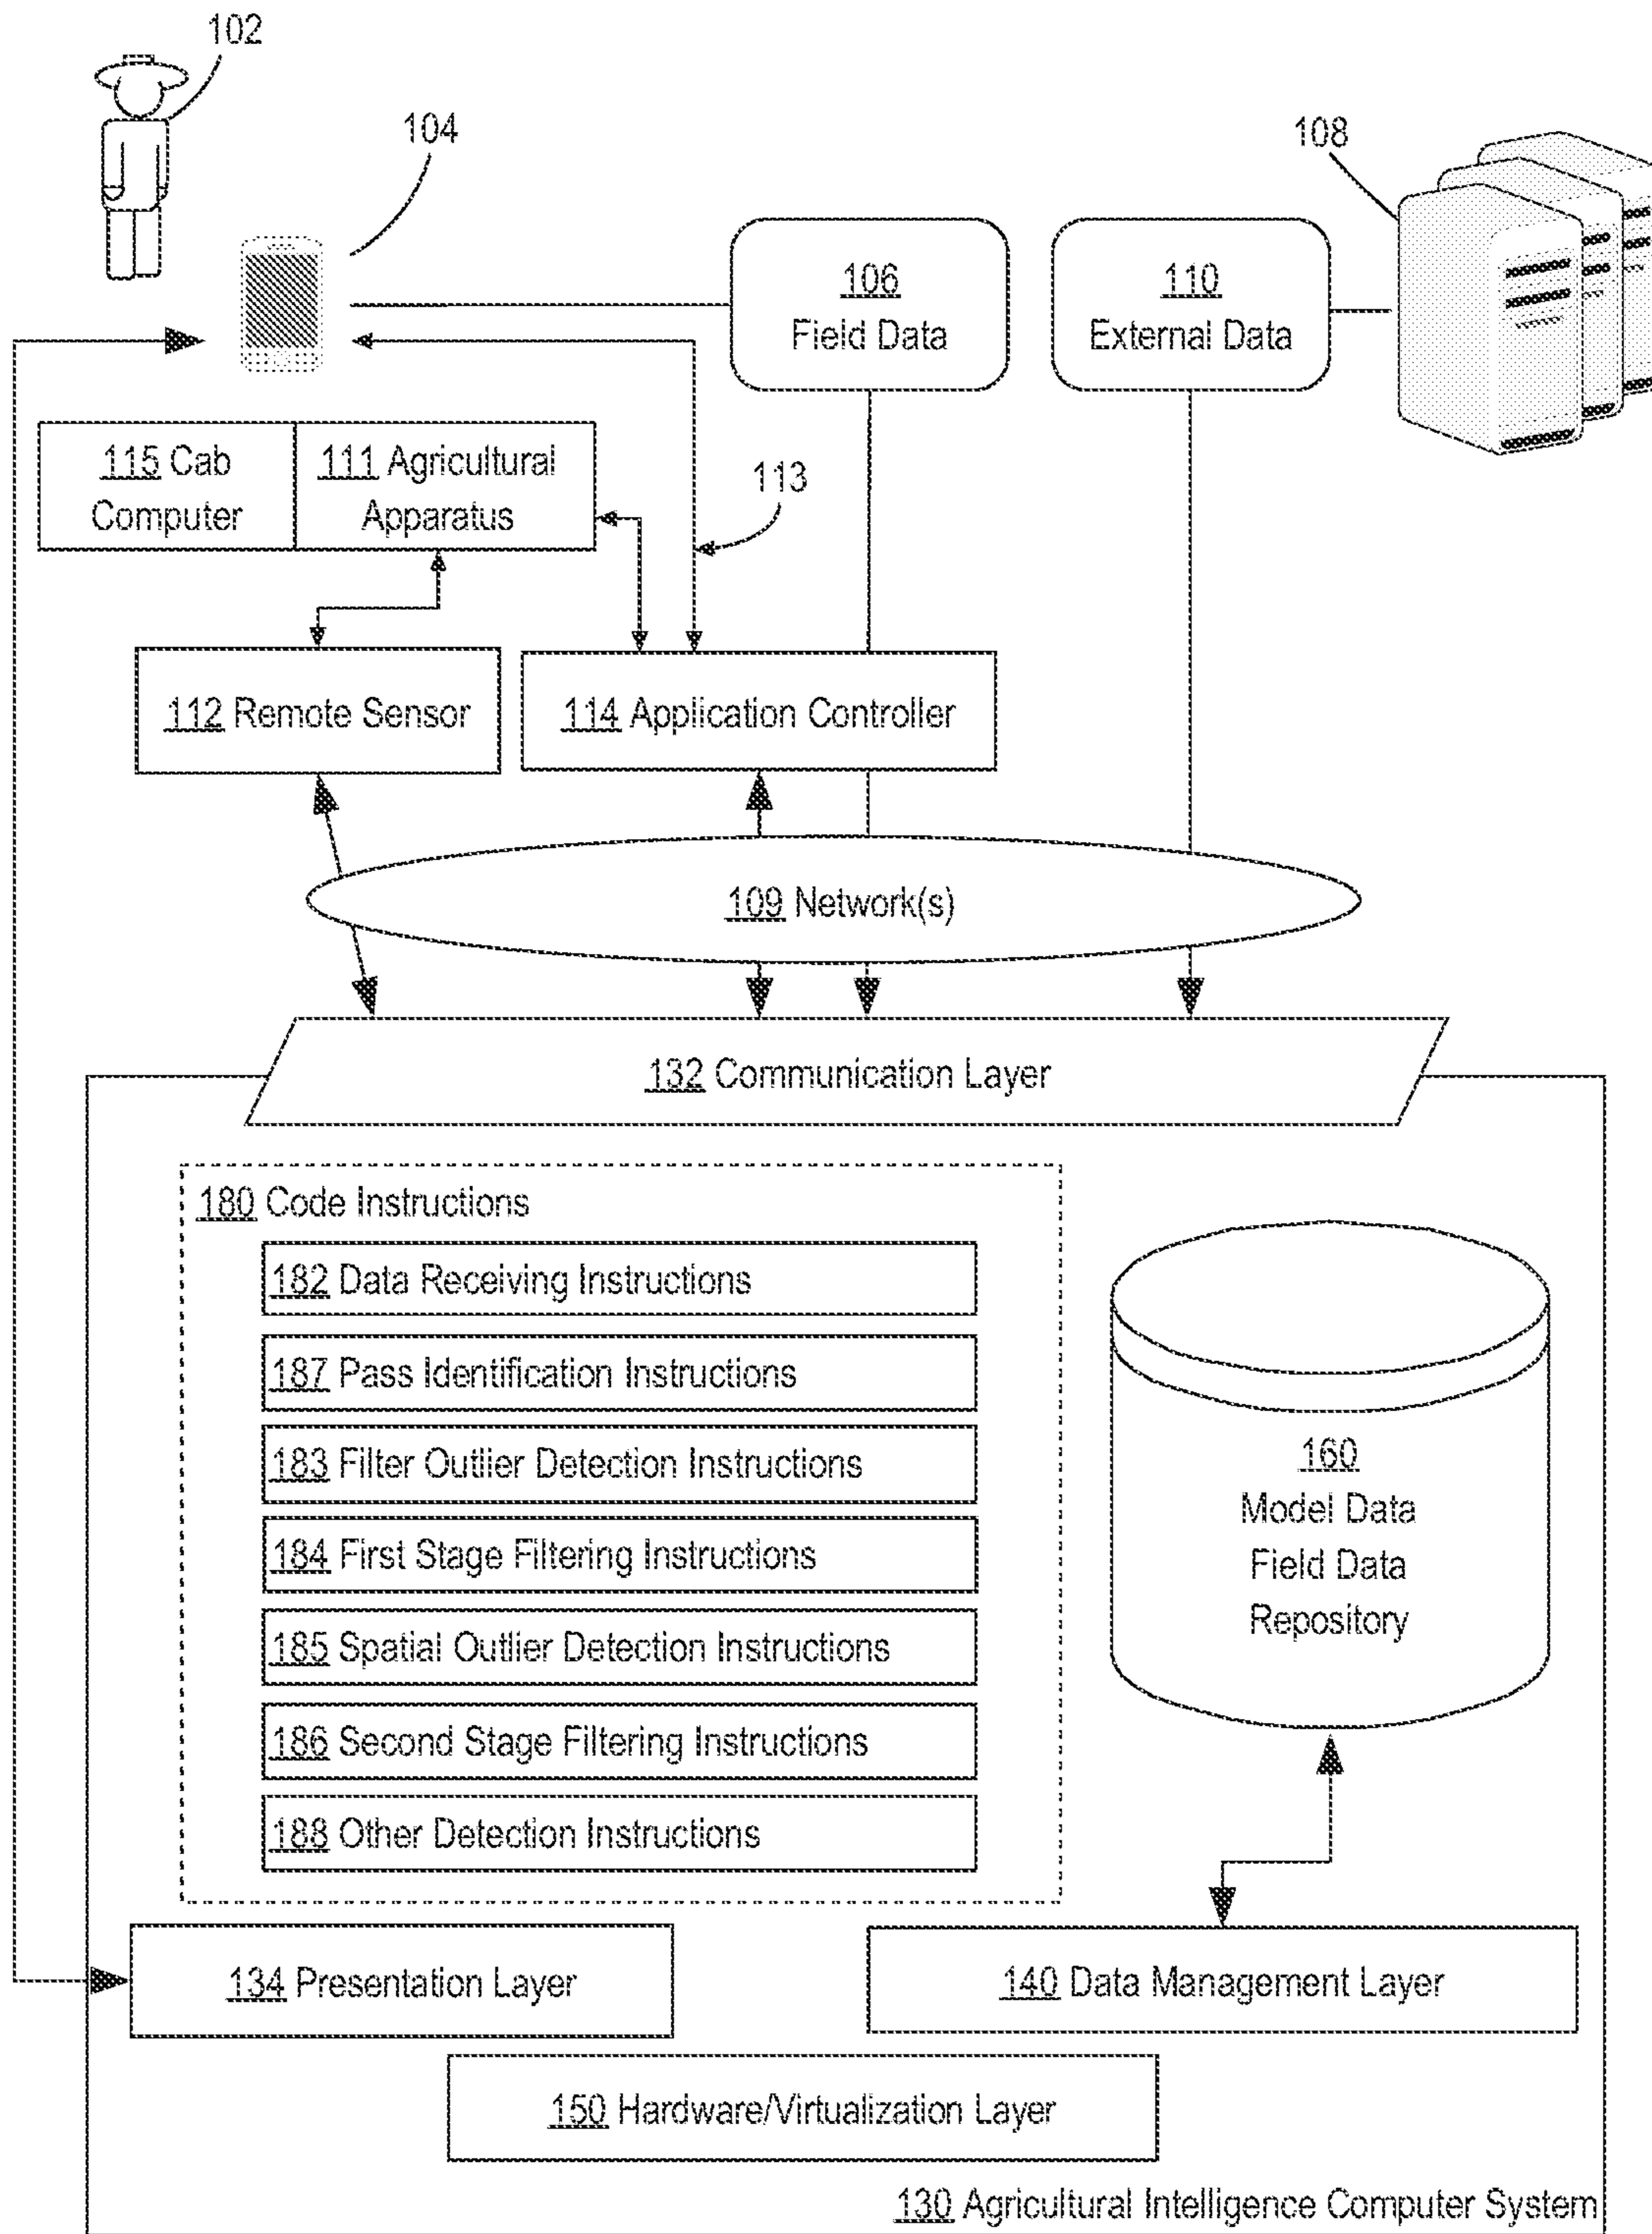 102
104
108
106
Field Data
110
External Data
115 Cab
Computer
111 Agricultural
Apparatus
113
112 Remote Sensor
114 Application Controller
109 Network(s)
132 Communication Layer
180 Code Instructions
182 Data Receiving Instructions
187 Pass Identification Instructions
183 Filter Outlier Detection Instructions
184 First Stage Filtering Instructions
185 Spatial Outlier Detection Instructions
186 Second Stage Filtering Instructions
188 Other Detection Instructions
160
Model Data
Field Data
Repository
134 Presentation Layer
140 Data Management Layer
150 Hardware/Virtualization Layer
130 Agricultural Intelligence Computer System